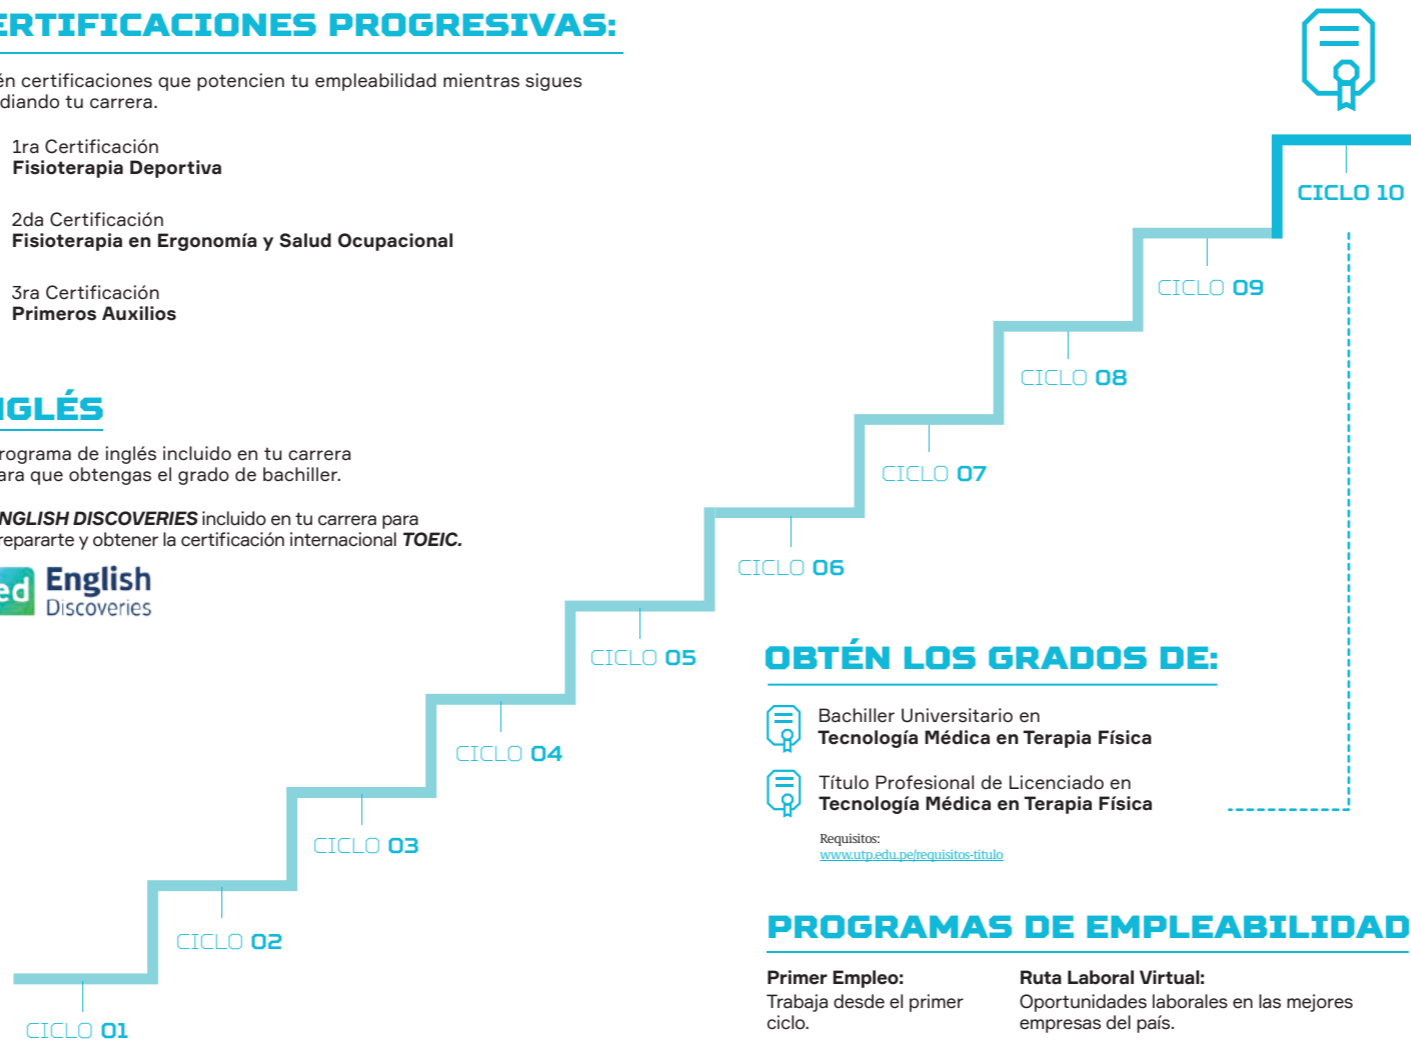 ERTIFICACIONES PROGRESIVAS:
én certificaciones que potencien tu empleabilidad mientras sigues
diando tu carrera.
1ra Certificación
Fisioterapia Deportiva
2da Certificación
Fisioterapia en Ergonomía y Salud Ocupacional
3ra Certificación
Primeros Auxilios
NGLÉS
rograma de inglés incluido en tu carrera
ara que obtengas el grado de bachiller.
NGLISH DISCOVERIES incluido en tu carrera para
repararte y obtener la certificación internacional TOEIC.
ed English
Discoveries
CICLO 10
CICLO 09
CICLO 08
CICLO 07
CICLO 06
CICLO 05
CICLO 04
CICLO 03
CICLO 02
CICLO 01
OBTÉN LOS GRADOS DE:
Bachiller Universitario en
Tecnología Médica en Terapia Física
Título Profesional de Licenciado en
Tecnología Médica en Terapia Física
Requisitos:
www.utp.edu.pe/requisitos-titulo
PROGRAMAS DE EMPLEABILIDAD
Primer Empleo:
Trabaja desde el primer
ciclo.
Ruta Laboral Virtual:
Oportunidades laborales en las mejores
empresas del país.